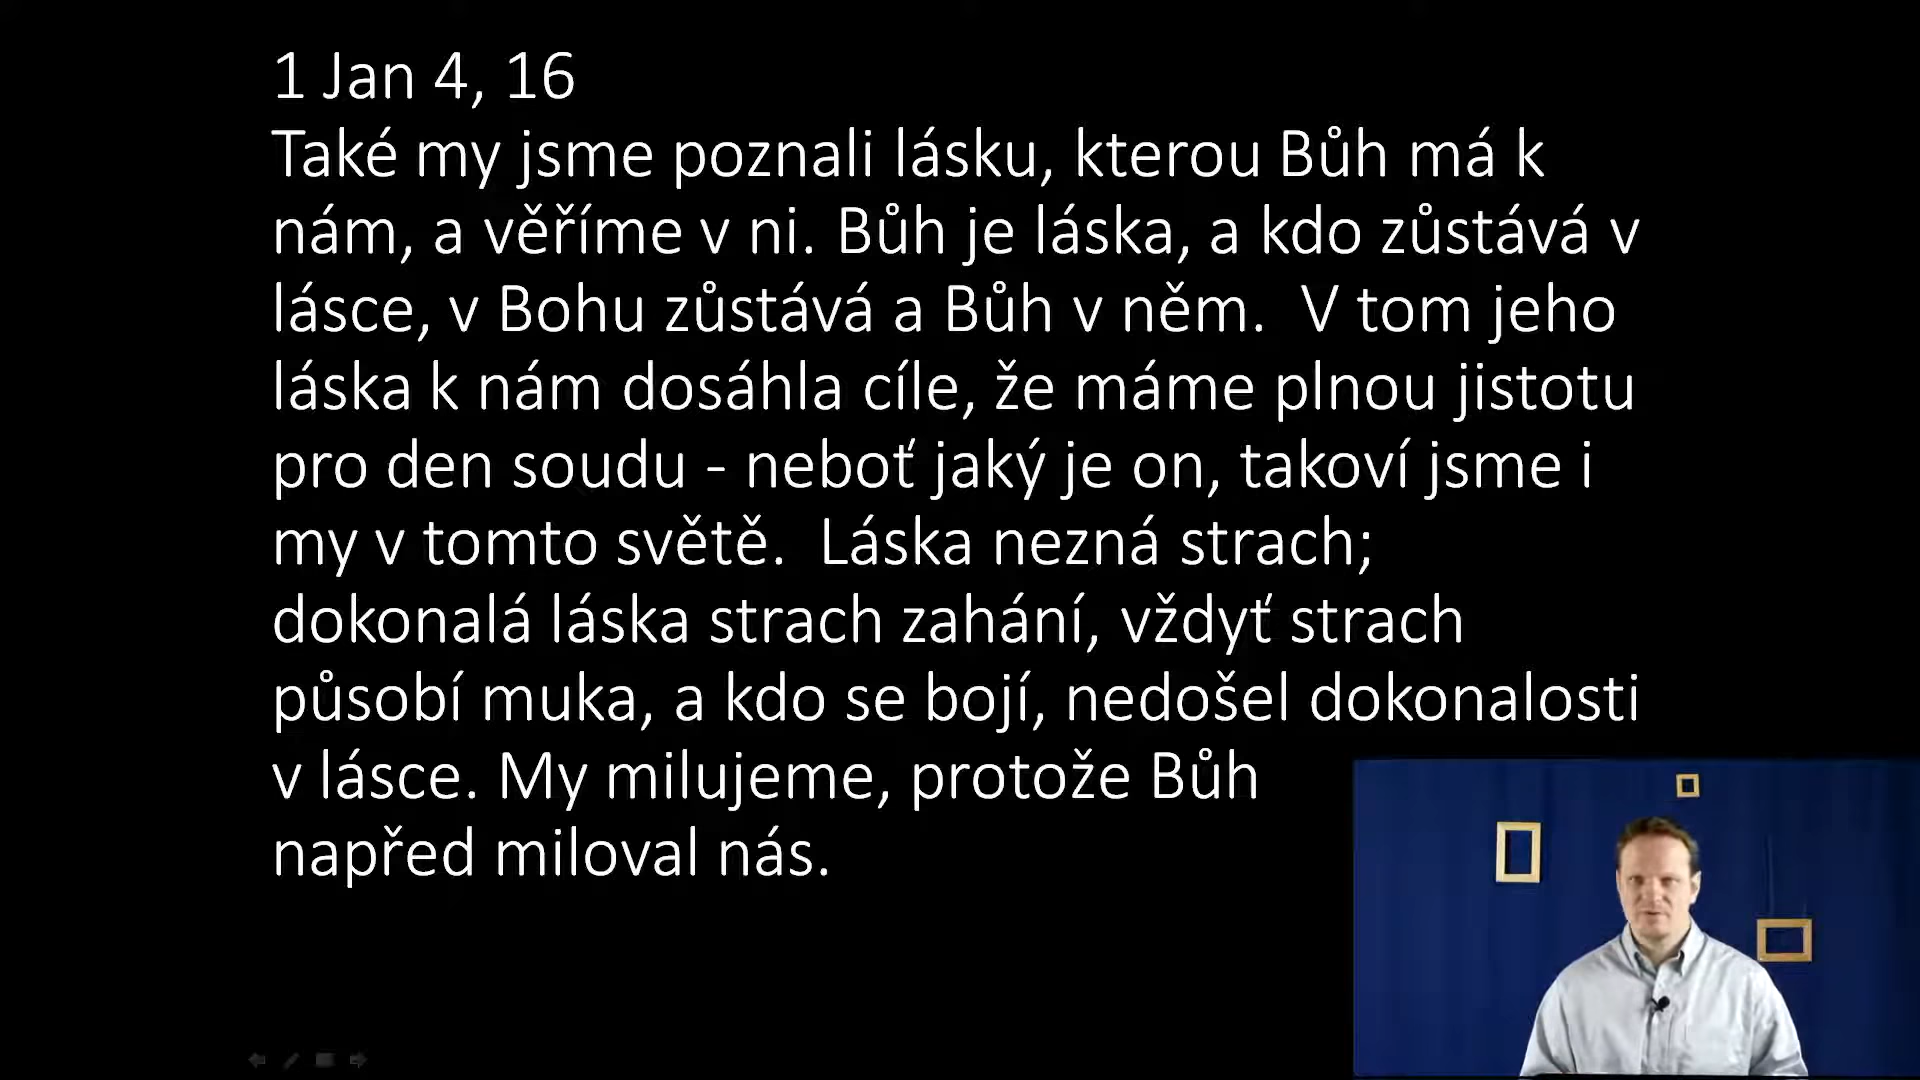 1 Jan 4, 16
Také my jsme poznali lásku, kterou Bůh má k
nám, a věříme v ni. Bůh je láska, a kdo zůstává v
lásce, v Bohu zůstává a Bůh v něm.  V tom jeho
láska k nám dosáhla cíle, že máme plnou jistotu
pro den soudu - neboť jaký je on, takoví jsme i
my v tomto světě.  Láska nezná strach;
dokonalá láska strach zahání, vždyť strach
působí muka, a kdo se bojí, nedošel dokonalosti
v lásce. My milujeme, protože Bůh
napřed miloval nás.